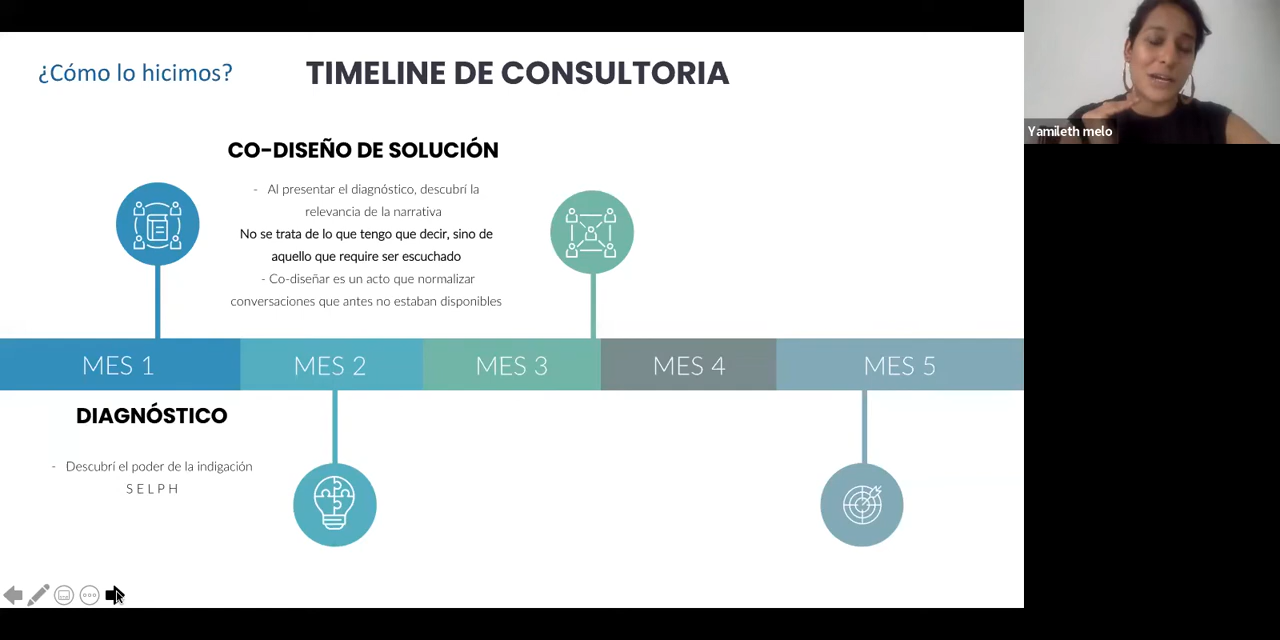 ¿Cómo lo hicimos?
TIMELINE DE CONSULTORIA
Yamileth melo
CO-DISEÑO DE SOLUCIÓN
- Al presentar el diagnóstico, descubrí la
relevancia de la narrativa
No se trata de lo que tengo que decir, sino de
aquello que require ser escuchado
- Co-diseñar es un acto que normalizar
conversaciones que antes no estaban disponibles
MES 1
MES 2
MES 3
MES 4
MES 5
DIAGNÓSTICO
- Descubrí el poder de la indigación
S E L P H